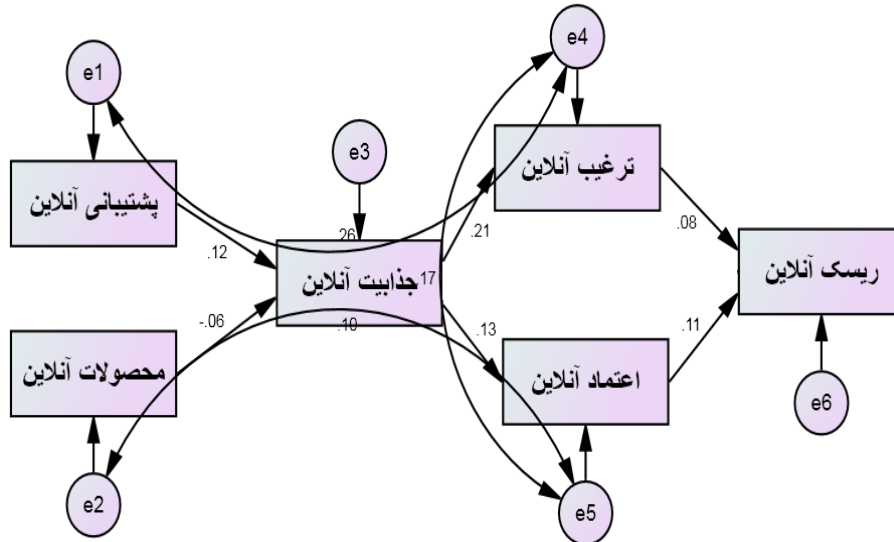 e1
e4
e3
ترغیب آنلاین
پشتیبانی آنلاین
.26
.21
.08
.12
جذابیت آنلاین
.17
ریسک آنلاین
-.06
.10
.13
محصولات آنلاین
اعتماد آنلاین
.11
e6
e2
e5